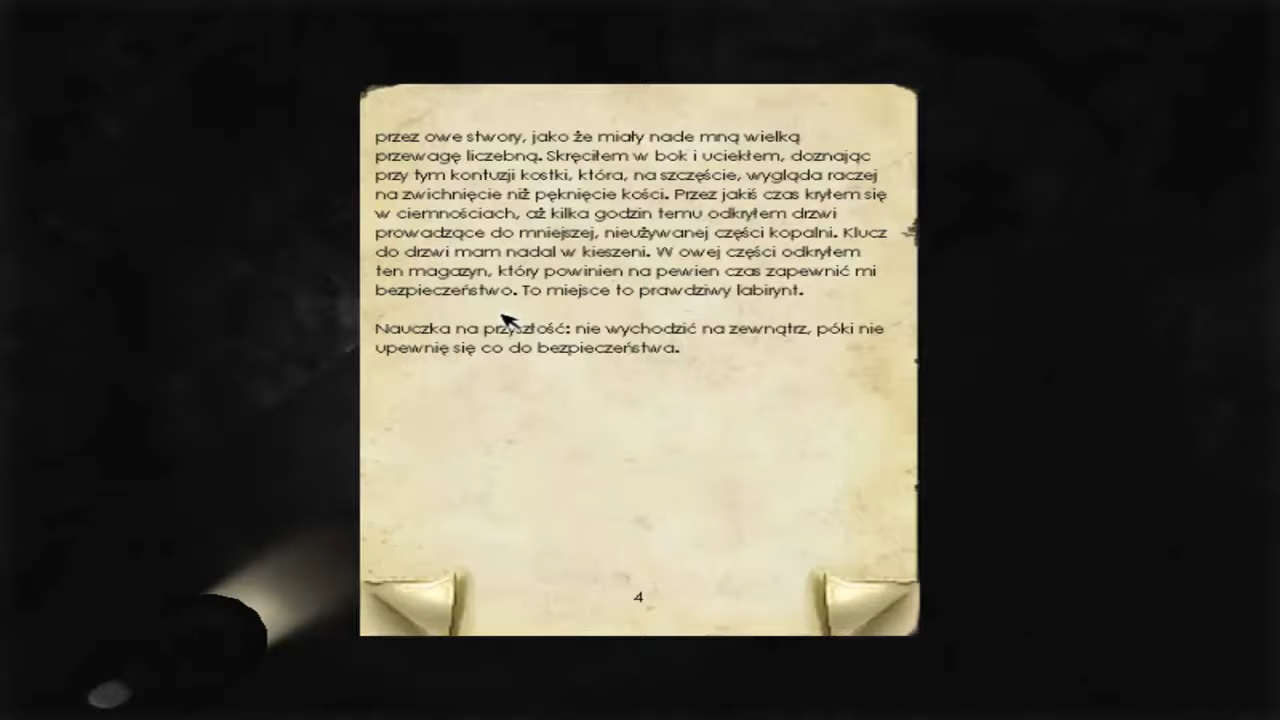 przez owe stwory, jako że miały nade mną wielką
przewagę liczebną. Skręciłem w bok i uciekłem, doznając
przy tym kontuzji kostki, która, na szczęście, wygląda raczej
na zwichnięcie niż pęknięcie kości. Przez jakiś czas kryłem się
w ciemnościach, aż kilka godzin temu odkryłem drzwi
prowadzące do mniejszej, nieużywanej części kopalni. Klucz
do drzwi mam nadal w kieszeni. W owej części odkryłem
ten magazyn, który powinien na pewien czas zapewnić mi
bezpieczeństwo. To miejsce to prawdziwy labirynt.
Nauczka na przyszłość: nie wychodzić na zewnątrz, póki nie
upewnię się co do bezpieczeństwa.
4